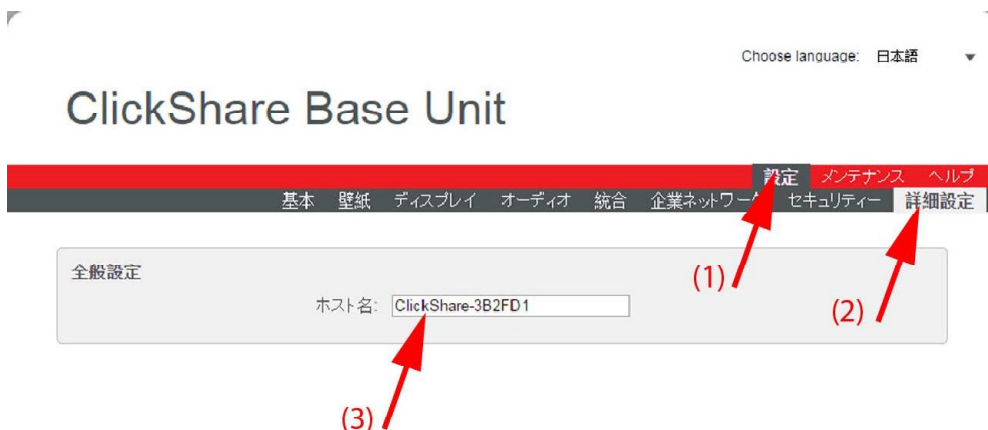 Choose language: 日本語
ClickShare Base Unit
設定 メンテナンス ヘルプ
基本 壁紙 ディスプレイ オーディオ 統合 企業ネットワーク セキュリティー 詳細設定
全般設定
ホスト名: ClickShare-3B2FD1
(1)
(2)
(3)